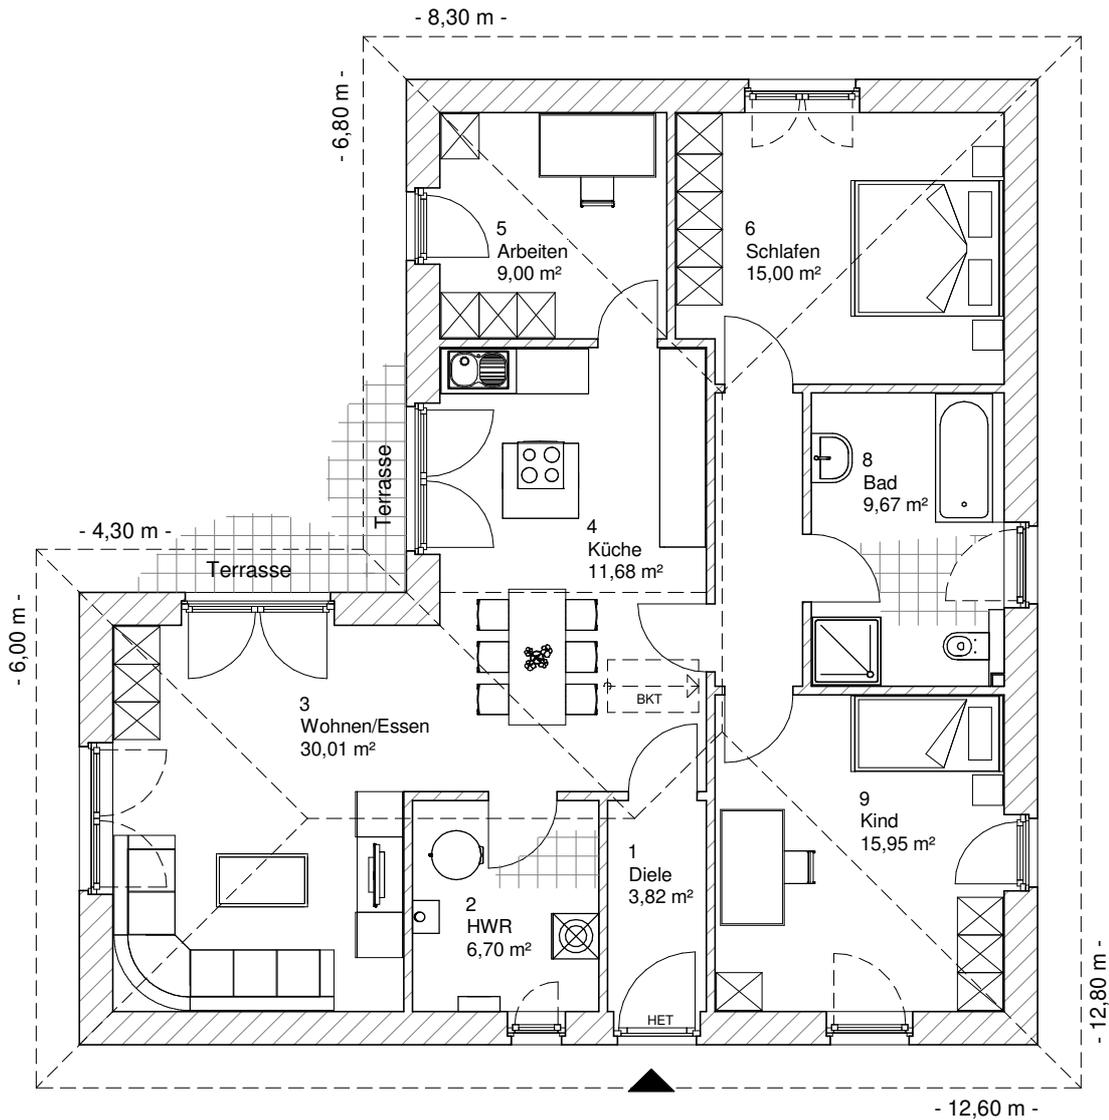 - 8,30 m -
- 6,80 m -
5
Arbeiten
9,00 m²
6
Schlafen
15,00 m²
Terrasse
8
Bad
9,67 m²
4
Küche
11,68 m²
- 4,30 m -
Terrasse
- 6,00 m -
BKT
3
Wohnen/Essen
30,01 m²
9
Kind
15,95 m²
1
Diele
3,82 m²
2
HWR
6,70 m²
HET
- 12,80 m -
- 12,60 m -